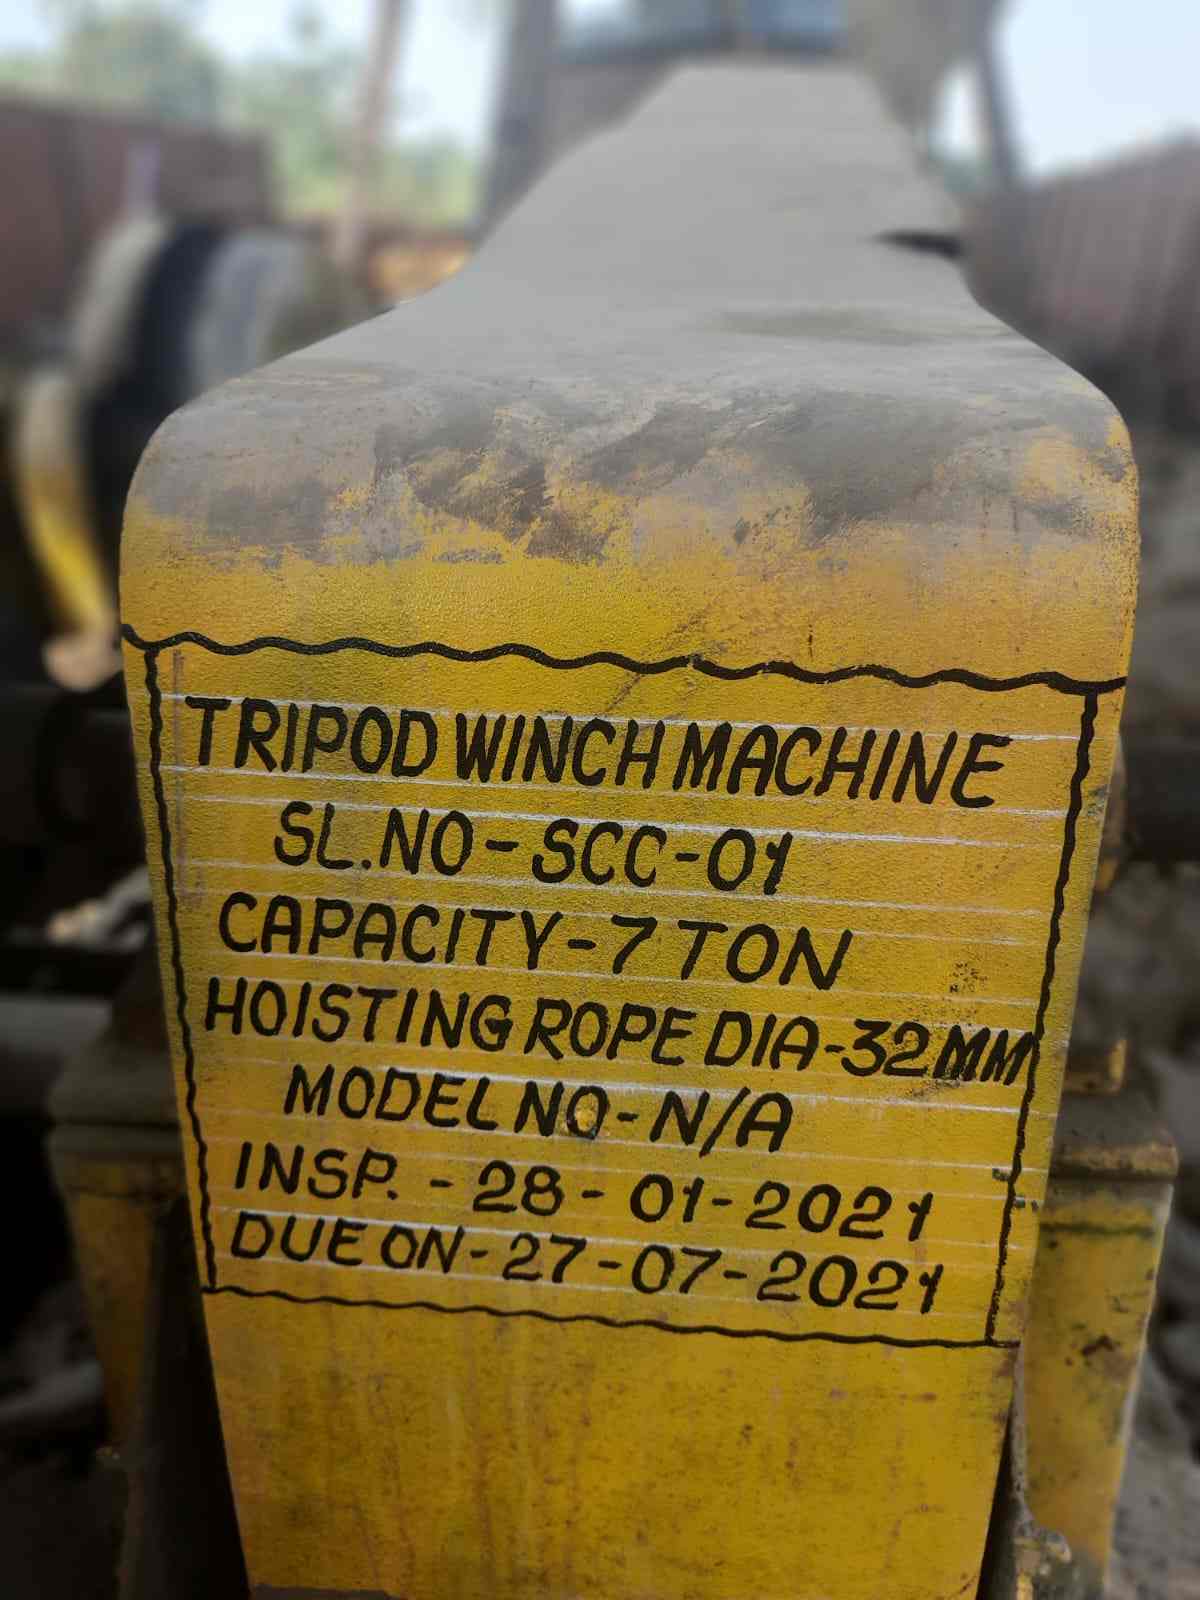 TRIPOD WINCH MACHINE
SL.NO-SCC-01
CAPACITY-7 TON
HOISTING ROPE DIA-32MM
MODEL NO-N/A
INSP. - 28-01-2021
DUE ON-27-07-2021